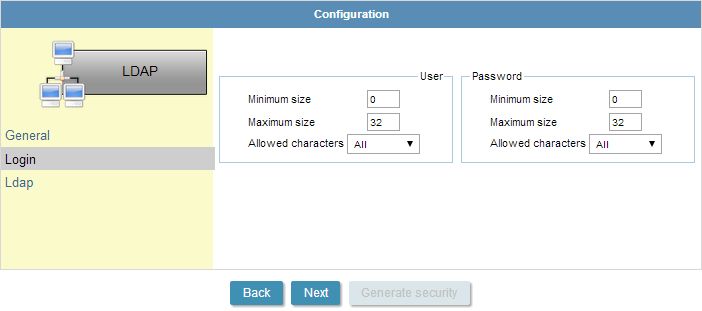 Configuration
LDAP
General
Login
Ldap
User
Minimum size 0
Maximum size 32
Allowed characters All
Password
Minimum size 0
Maximum size 32
Allowed characters All
Back Next Generate security